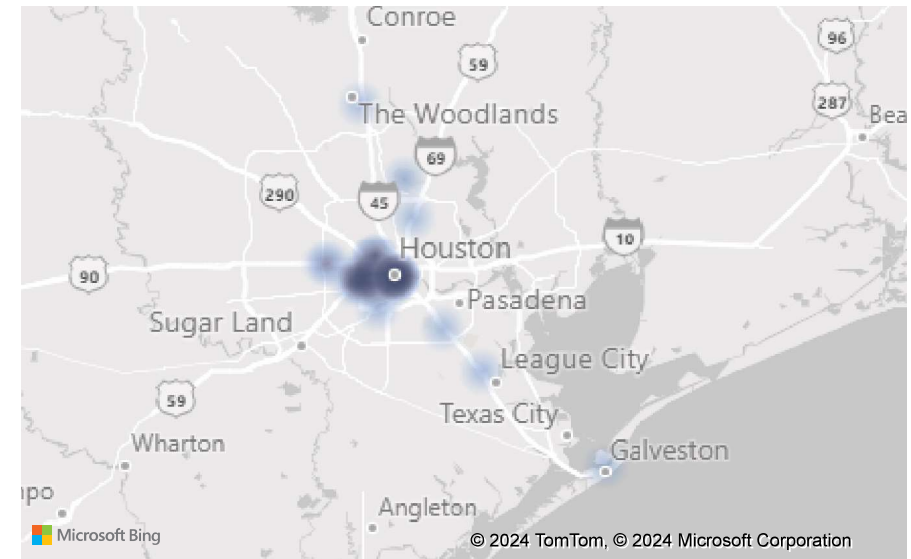 Conroe
96
59
287
The Woodlands
Bea
69
290
45
Houston
10
90
Pasadena
Sugar Land
League City
59
Texas City
Wharton
Galveston
npo
Angleton
Microsoft Bing
© 2024 TomTom, © 2024 Microsoft Corporation